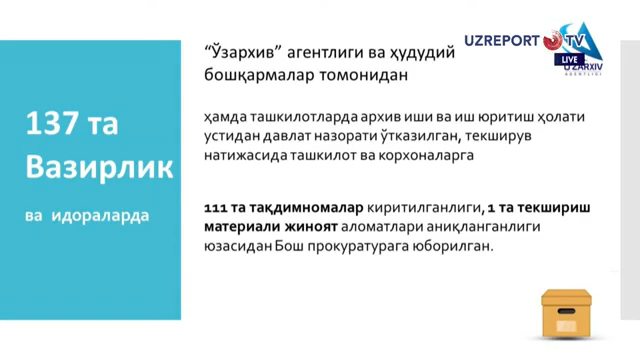 UZREPORT TV
LIVE
O'ZARXIV
AGENTLIGI
“Ўзархив” агентлиги ва ҳудудий
бошқармалар томонидан
137 та
Вазирлик
ва идораларда
ҳамда ташкилотларда архив иши ва иш юритиш ҳолати
устидан давлат назорати ўтказилган, текширув
натижасида ташкилот ва корхоналарга
111 та тақдимномалар киритилганлиги, 1 та текшириш
материали жиноят аломатлари аниқланганлиги
юзасидан Бош прокуратурага юборилган.